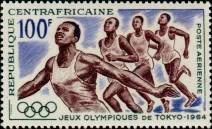 REPUBLIQUE
CENTRAFRICAINE
100F
POSTE AERIENNE
JEUX OLYMPIQUES DE TOKYO-1964